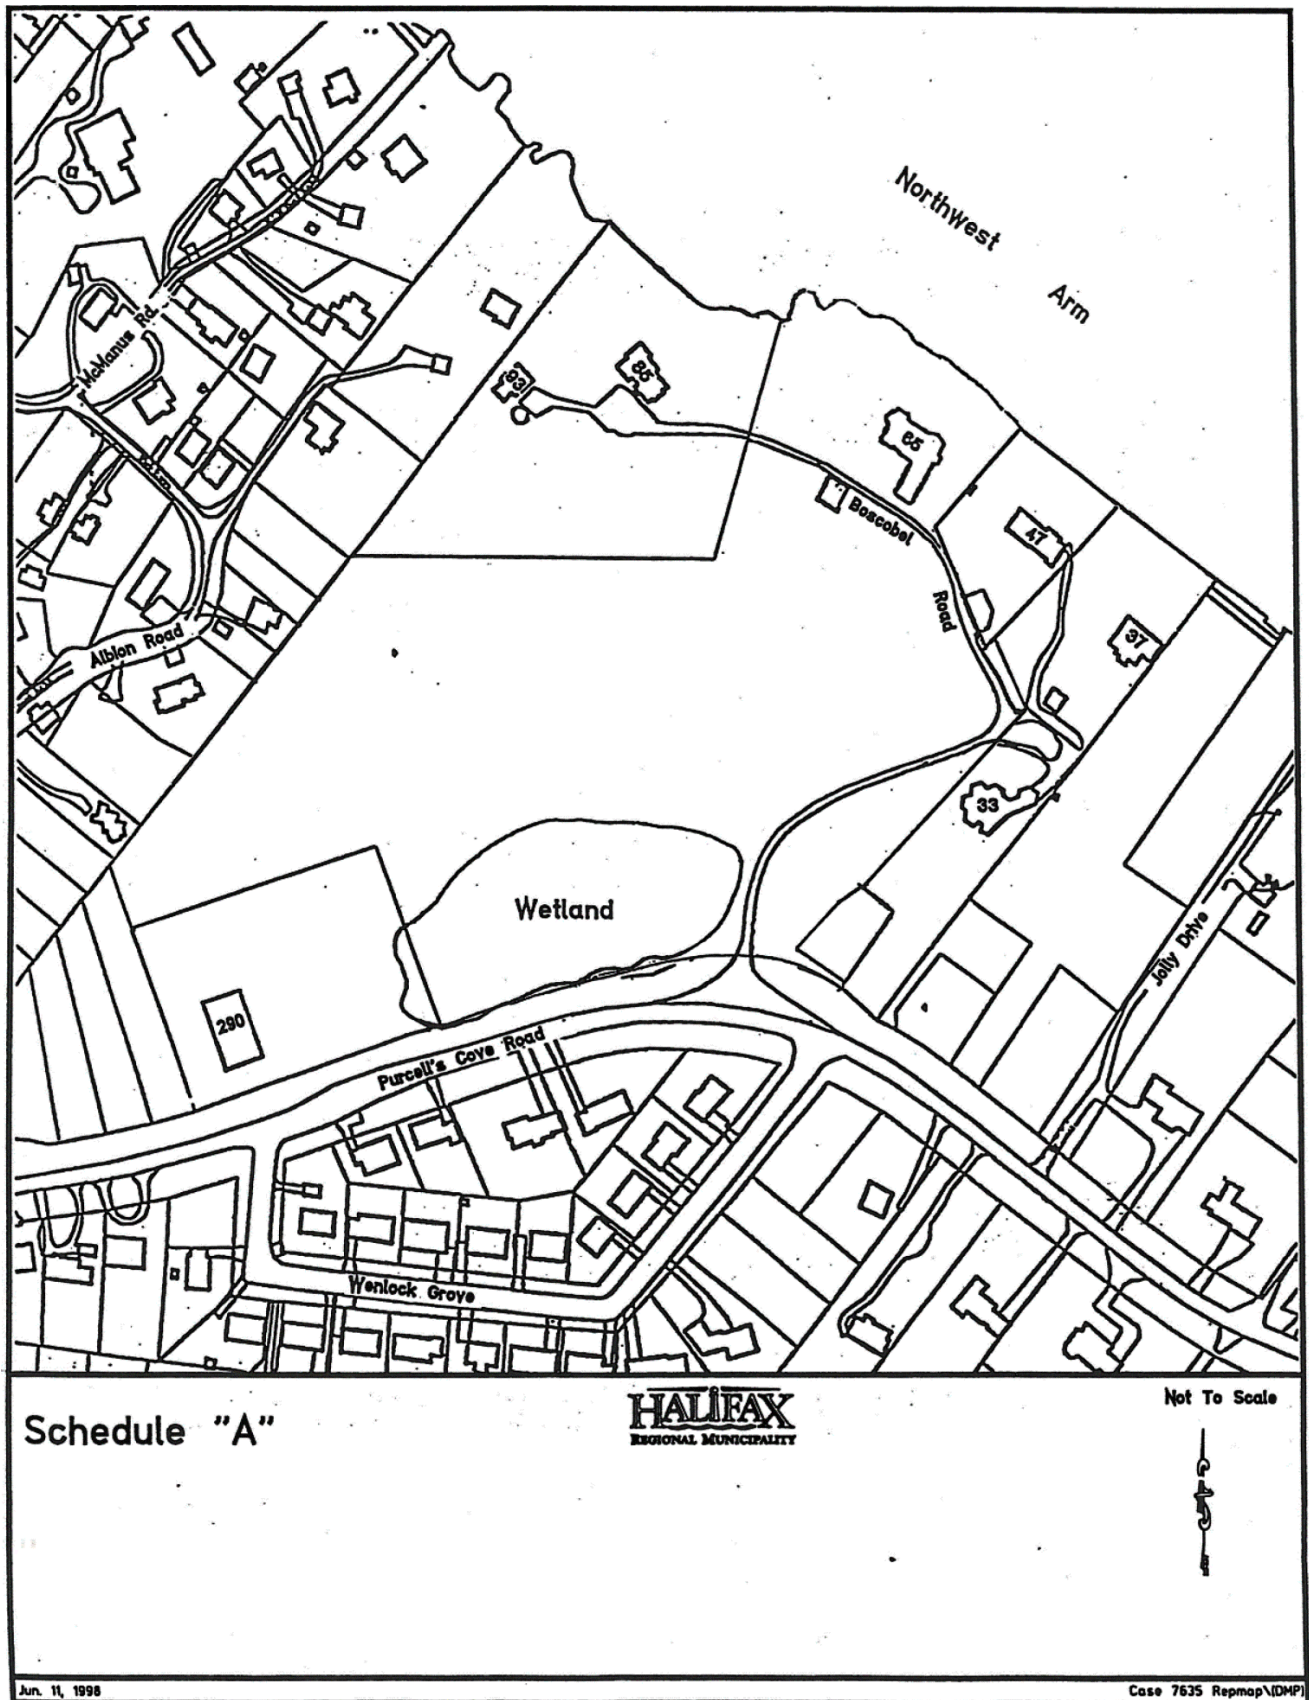 Northwest
Arm
McManus Rd.
93
85
65
Boscobel
47
Road
37
Albion Road
33
Wetland
Jolly Drive
290
Purcell's Cove Road
Wenlock Grove
Schedule "A"
HALIFAX
REGIONAL MUNICIPALITY
Not To Scale
Jun. 11, 1998
Case 7635 Repmap\(DMP)